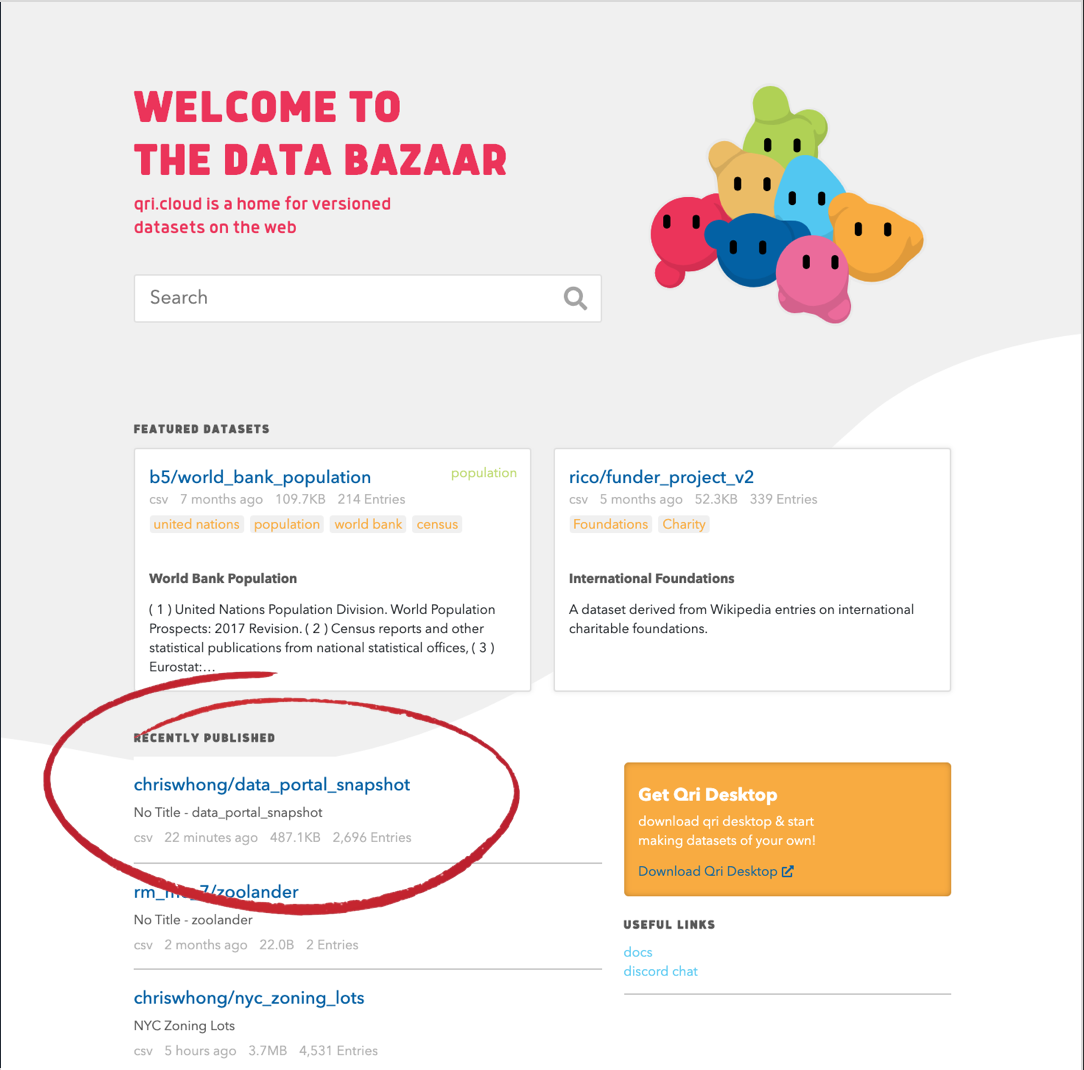 WELCOME TO
THE DATA BAZAAR
qri.cloud is a home for versioned
datasets on the web
Search
FEATURED DATASETS
b5/world_bank_population
population
csv 7 months ago 109.7KB 214 Entries
united nations population world bank census
World Bank Population
( 1 ) United Nations Population Division. World Population
Prospects: 2017 Revision. ( 2 ) Census reports and other
statistical publications from national statistical offices, ( 3 )
Eurostat:...
rico/funder_project_v2
csv 5 months ago 52.3KB 339 Entries
Foundations Charity
International Foundations
A dataset derived from Wikipedia entries on international
charitable foundations.
RECENTLY PUBLISHED
chriswhong/data_portal_snapshot
No Title - data_portal_snapshot
csv 22 minutes ago 487.1KB 2,696 Entries
7/zoolander
No Title - zoolander
csv 2 months ago 22.0B 2 Entries
chriswhong/nyc_zoning_lots
NYC Zoning Lots
csv 5 hours ago 3.7MB 4,531 Entries
Get Qri Desktop
download qri desktop & start
making datasets of your own!
Download Qri Desktop
USEFUL LINKS
docs
discord chat